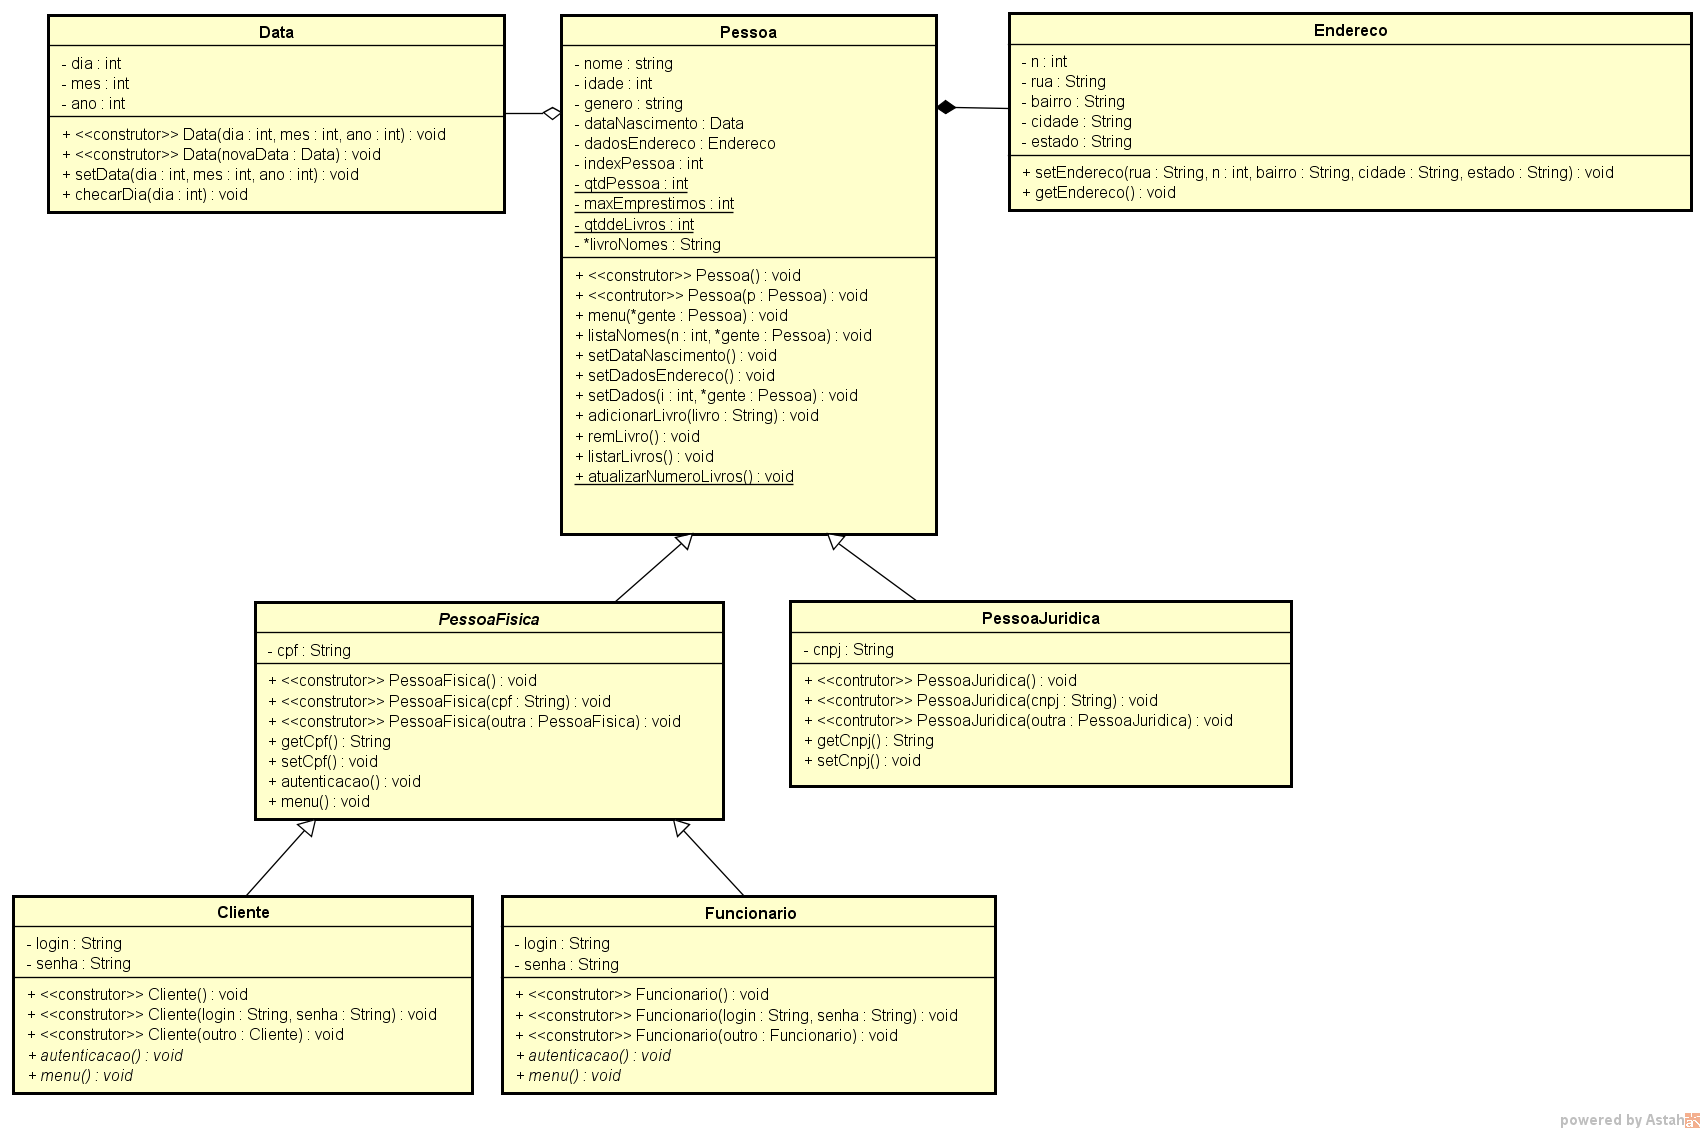 Data
- dia : int
- mes : int
- ano : int
+ <<construtor>> Data(dia : int, mes : int, ano : int) : void
+ <<construtor>> Data(novaData : Data) : void
+ setData(dia : int, mes : int, ano : int) : void
+ checarDia(dia : int) : void
Pessoa
- nome : string
- idade : int
- genero : string
- dataNascimento : Data
- dadosEndereco : Endereco
- indexPessoa : int
- qtdPessoa : int
- maxEmprestimos : int
- qtddeLivros : int
- *livroNomes : String
+ <<construtor>> Pessoa() : void
+ <<contrutor>> Pessoa(p : Pessoa) : void
+ menu(*gente : Pessoa) : void
+ listaNomes(n : int, *gente : Pessoa) : void
+ setDataNascimento() : void
+ setDadosEndereco() : void
+ setDados(i : int, *gente : Pessoa) : void
+ adicionarLivro(livro : String) : void
+ remLivro() : void
+ listarLivros() : void
+ atualizarNumeroLivros() : void
Endereco
- n : int
- rua : String
- bairro : String
- cidade : String
- estado : String
+ setEndereco(rua : String, n : int, bairro : String, cidade : String, estado : String) : void
+ getEndereco() : void
PessoaFisica
- cpf : String
+ <<construtor>> PessoaFisica() : void
+ <<construtor>> PessoaFisica(cpf : String) : void
+ <<construtor>> PessoaFisica(outra : PessoaFisica) : void
+ getCpf() : String
+ setCpf() : void
+ autenticacao() : void
+ menu() : void
PessoaJuridica
- cnpj : String
+ <<contrutor>> PessoaJuridica() : void
+ <<contrutor>> PessoaJuridica(cnpj : String) : void
+ <<contrutor>> PessoaJuridica(outra : PessoaJuridica) : void
+ getCnpj() : String
+ setCnpj() : void
Cliente
- login : String
- senha : String
+ <<construtor>> Cliente() : void
+ <<construtor>> Cliente(login : String, senha : String) : void
+ <<construtor>> Cliente(outro : Cliente) : void
+ autenticacao() : void
+ menu() : void
Funcionario
- login : String
- senha : String
+ <<construtor>> Funcionario() : void
+ <<construtor>> Funcionario(login : String, senha : String) : void
+ <<construtor>> Funcionario(outro : Funcionario) : void
+ autenticacao() : void
+ menu() : void
powered by Astah